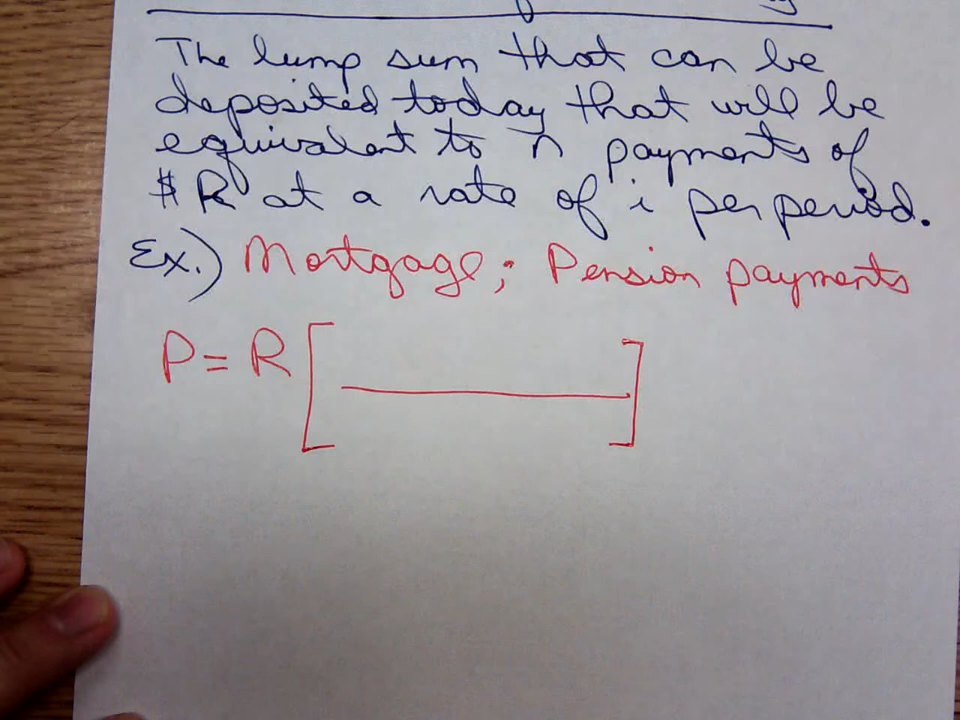 The lump sum that can be
deposited today that will be
equivalent to n payments of
$R at a rate of i per period.
Ex.) Mortgage; Pension payments
P = R [ ]